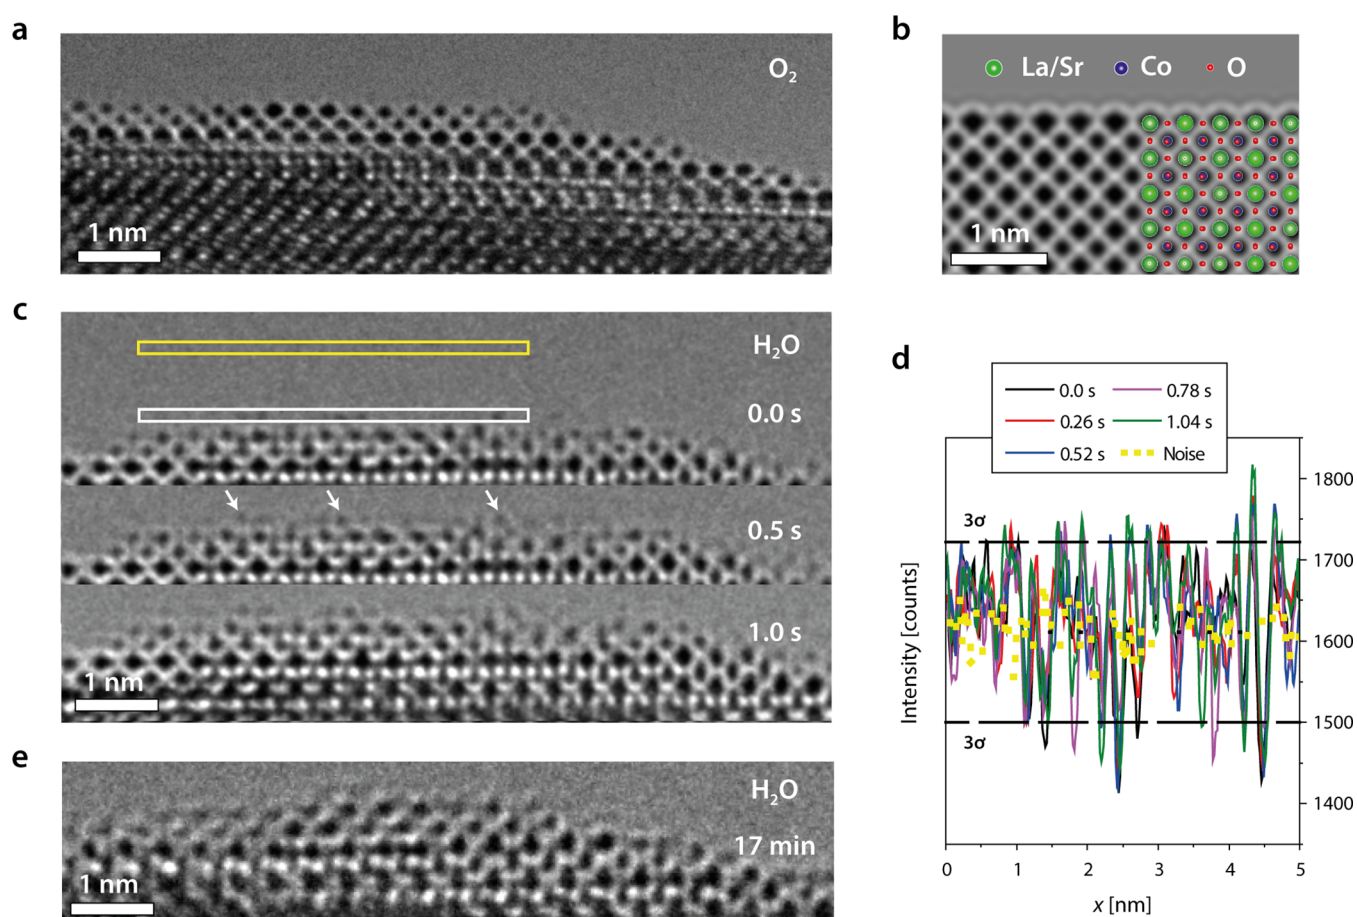 a
O₂
1 nm
b
La/Sr Co O
1 nm
c
H₂O
0.0 s
0.5 s
1.0 s
1 nm
d
0.0 s 0.78 s
0.26 s 1.04 s
0.52 s Noise
3σ
3σ
1800
1700
1600
1500
1400
Intensity [counts]
0 1 2 3 4 5
x [nm]
e
H₂O
17 min
1 nm